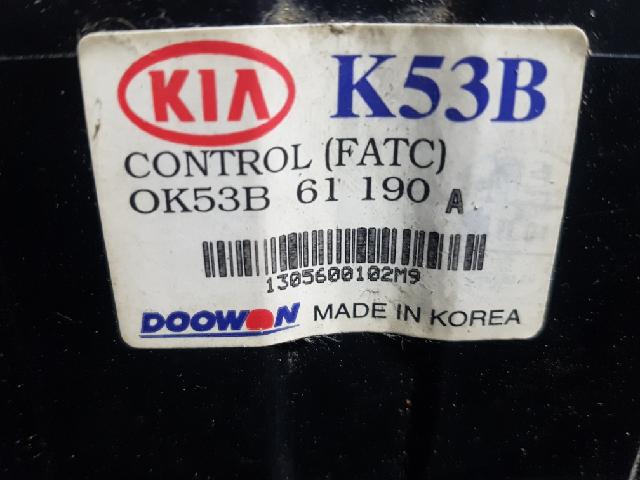 KIA K53B
CONTROL (FATC)
OK53B 61 190 A
1305600102M9
DOOWON MADE IN KOREA